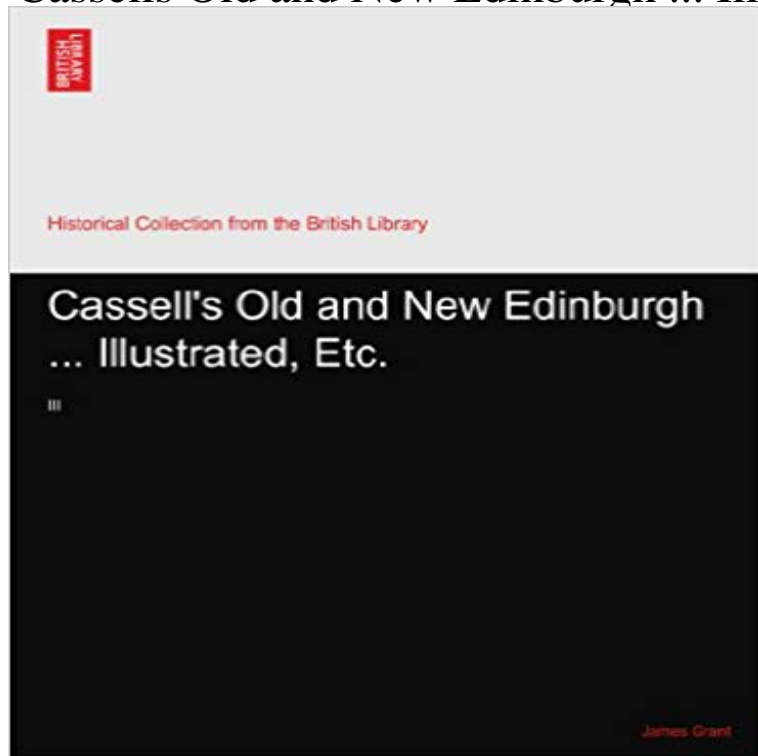 BRITISH
LIBRARY
Historical Collection from the British Library
Cassell's Old and New Edinburgh
... Illustrated, Etc.
III
James Grant